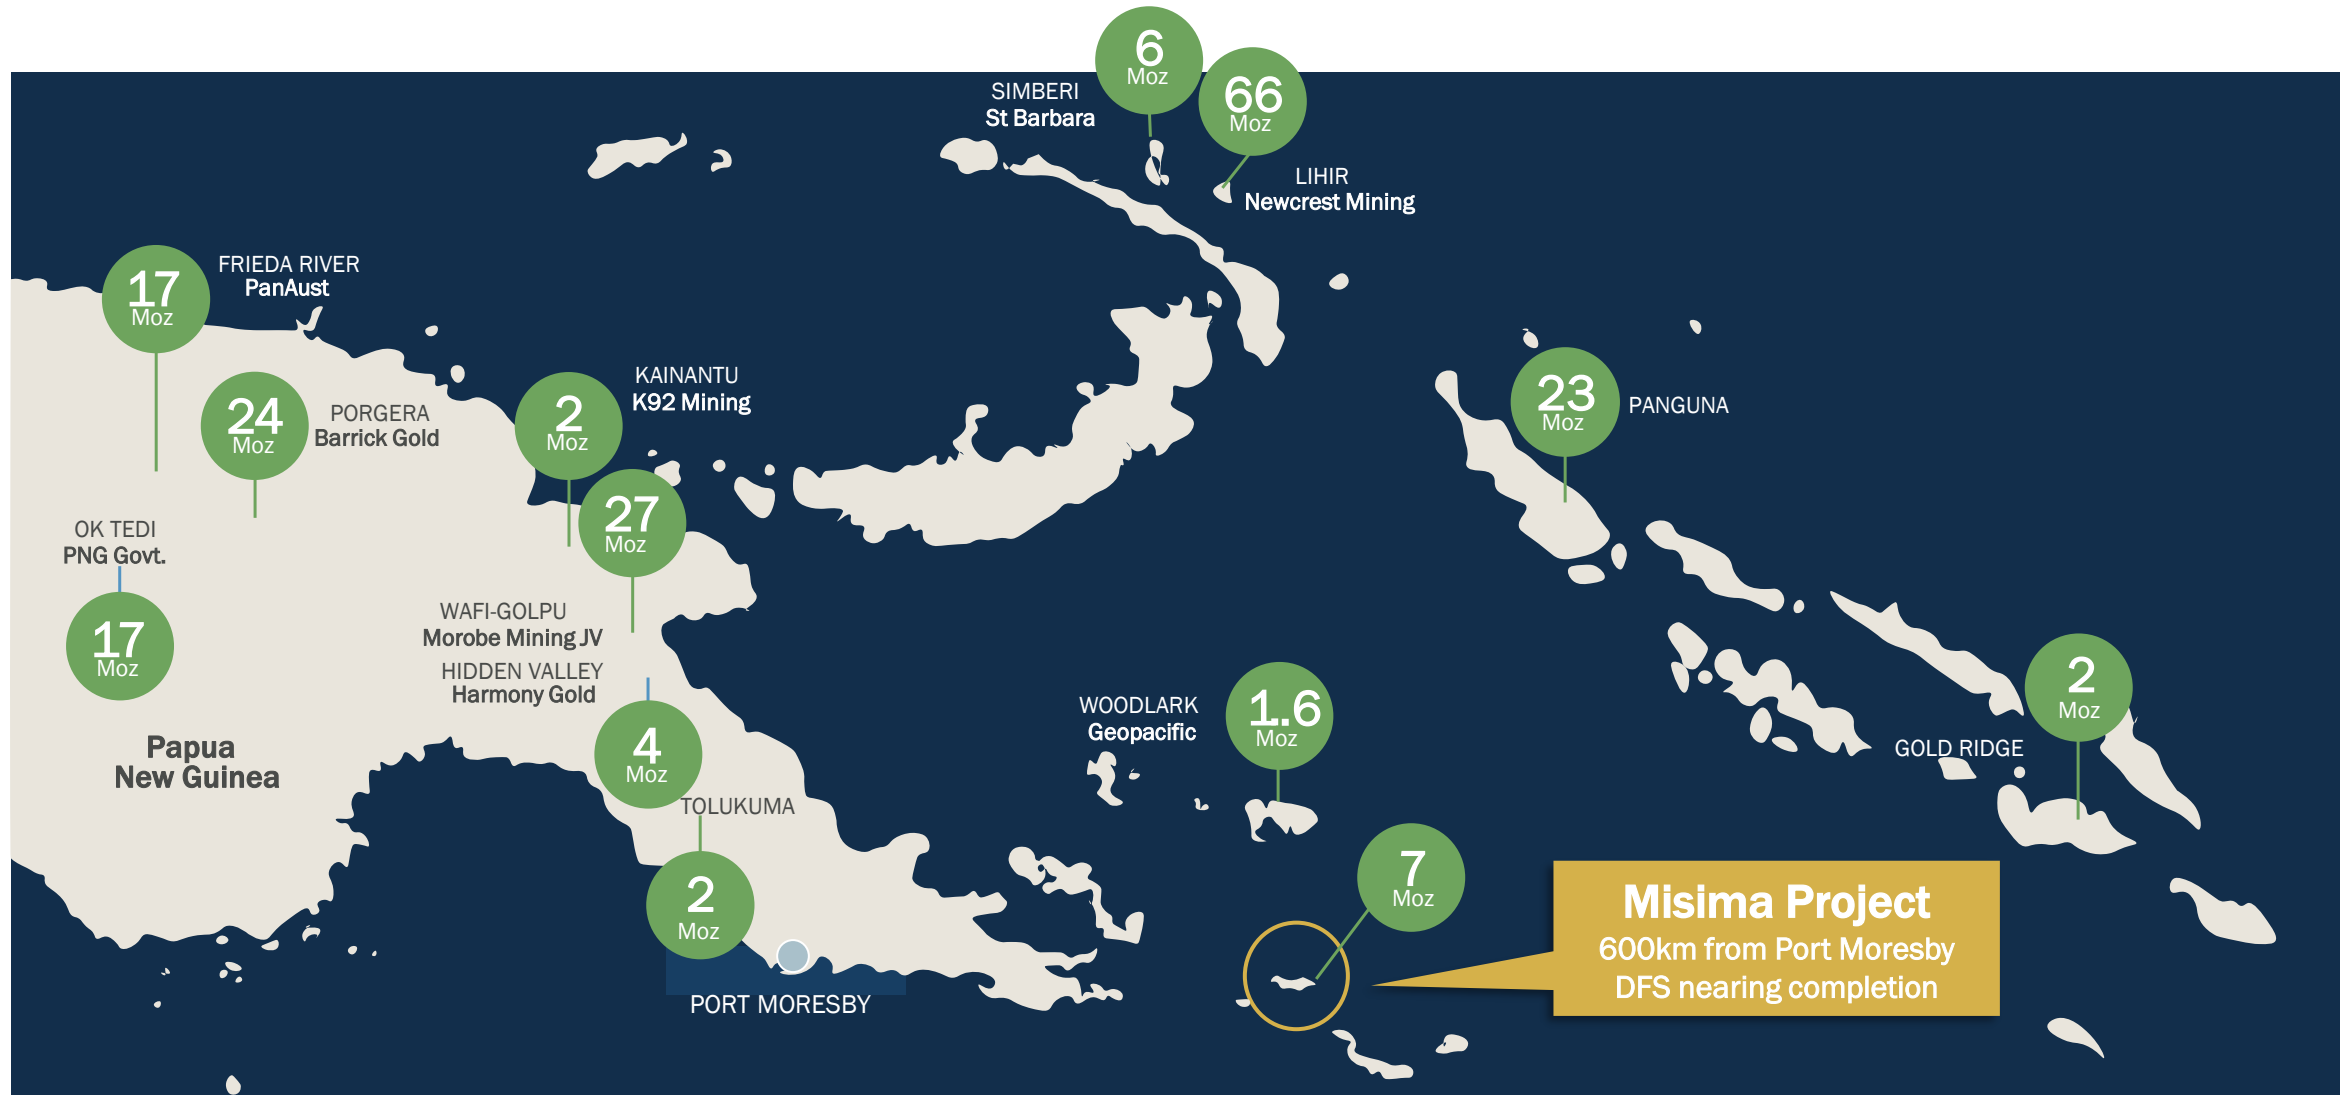 6
Moz
SIMBERI
St Barbara
66
Moz
LIHIR
Newcrest Mining
17
Moz
FRIEDA RIVER
PanAust
24
Moz
PORGERA
Barrick Gold
2
Moz
KAINANTU
K92 Mining
23
Moz
PANGUNA
27
Moz
OK TEDI
PNG Govt.
17
Moz
WAFI-GOLPU
Morobe Mining JV
HIDDEN VALLEY
Harmony Gold
4
Moz
WOODLARK
Geopacific
1..6
Moz
2
Moz
GOLD RIDGE
Papua
New Guinea
TOLUKUMA
2
Moz
7
Moz
PORT MORESBY
Misima Project
600km from Port Moresby
DFS nearing completion